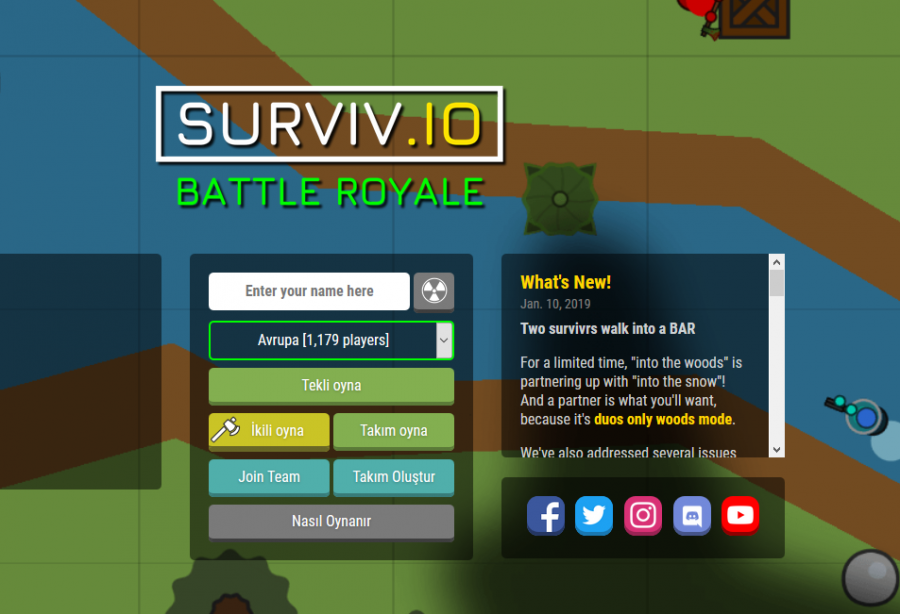 SURVIV.IO
BATTLE ROYALE
Enter your name here
Avrupa [1,179 players]
Tekli oyna
İkili oyna
Takım oyna
Join Team
Takım Oluştur
Nasıl Oynanır
What's New!
Jan. 10, 2019
Two survivrs walk into a BAR
For a limited time, "into the woods" is
partnering up with "into the snow"!
And a partner is what you'll want,
because it's duos only woods mode.
We've also addressed several issues